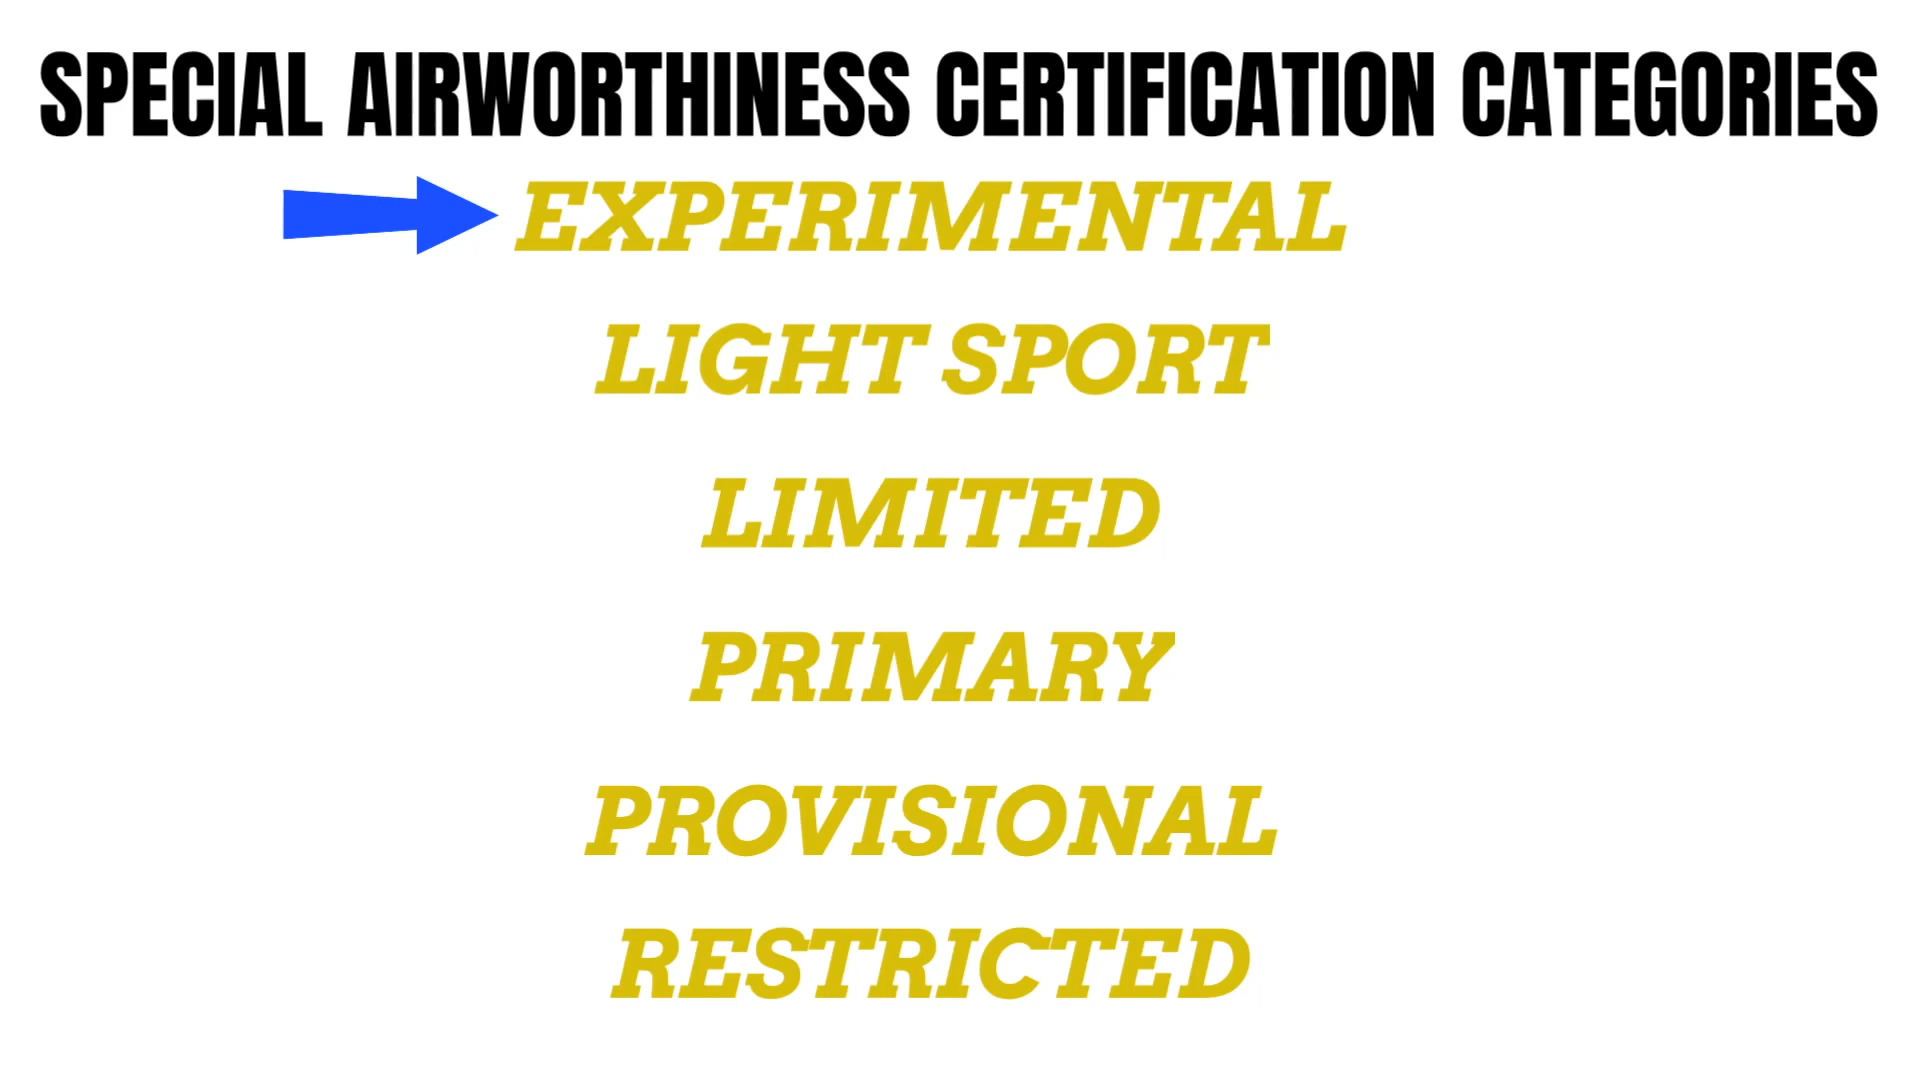 SPECIAL AIRWORTHINESS CERTIFICATION CATEGORIES
EXPERIMENTAL
LIGHT SPORT
LIMITED
PRIMARY
PROVISIONAL
RESTRICTED